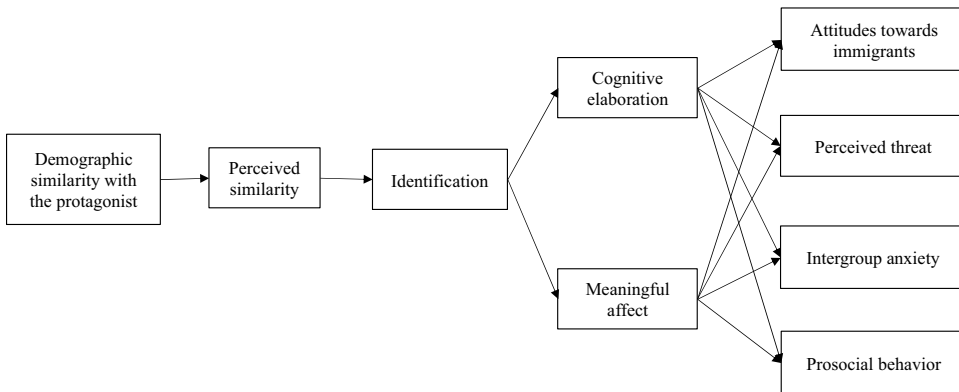 Demographic
similarity with
the protagonist
Perceived
similarity
Identification
Cognitive
elaboration
Meaningful
affect
Attitudes towards
immigrants
Perceived threat
Intergroup anxiety
Prosocial behavior